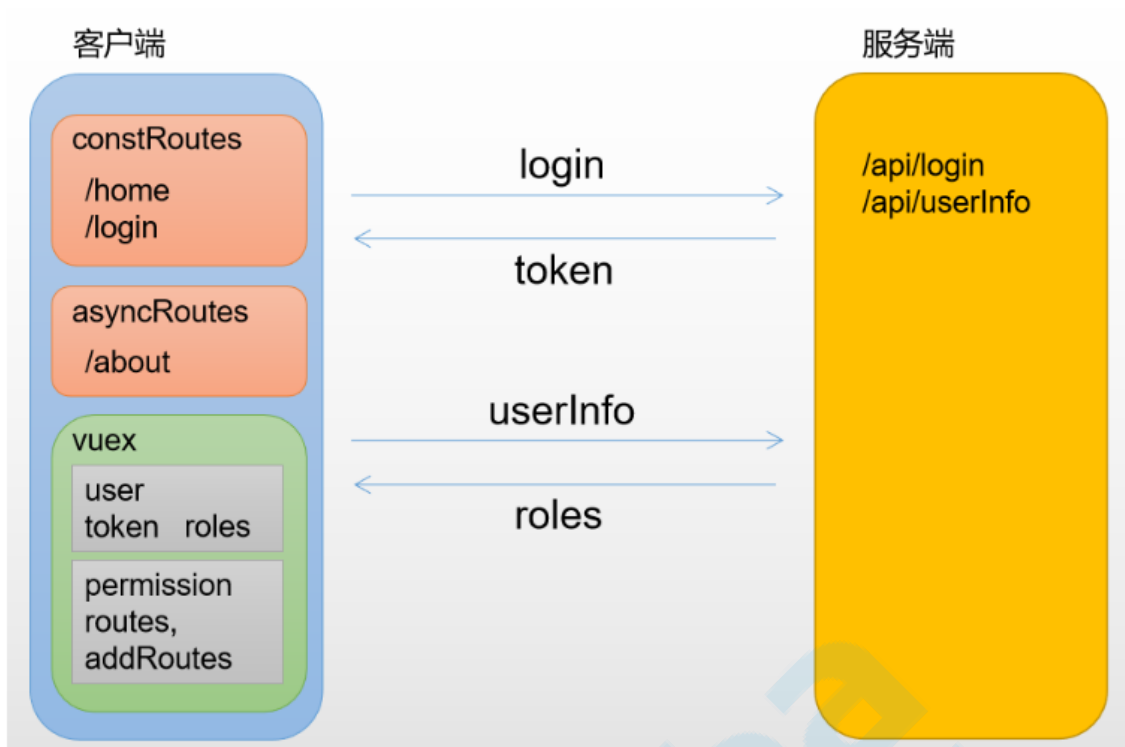 客户端
服务端
constRoutes
/home
/login
asyncRoutes
/about
vuex
user
token roles
permission
routes,
addRoutes
login
token
userInfo
roles
/api/login
/api/userInfo